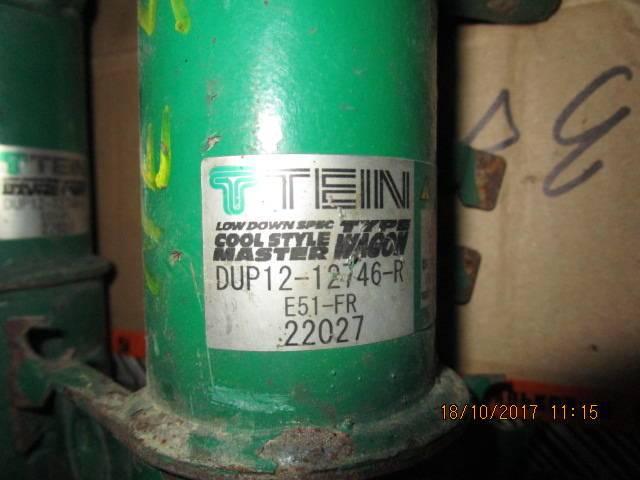 TEIN
LOW DOWN SPEC TYPE
COOL STYLE WAGON
MASTER
DUP12-12746-R
E51-FR
22027
TEIN
DUP12
18/10/2017 11:15